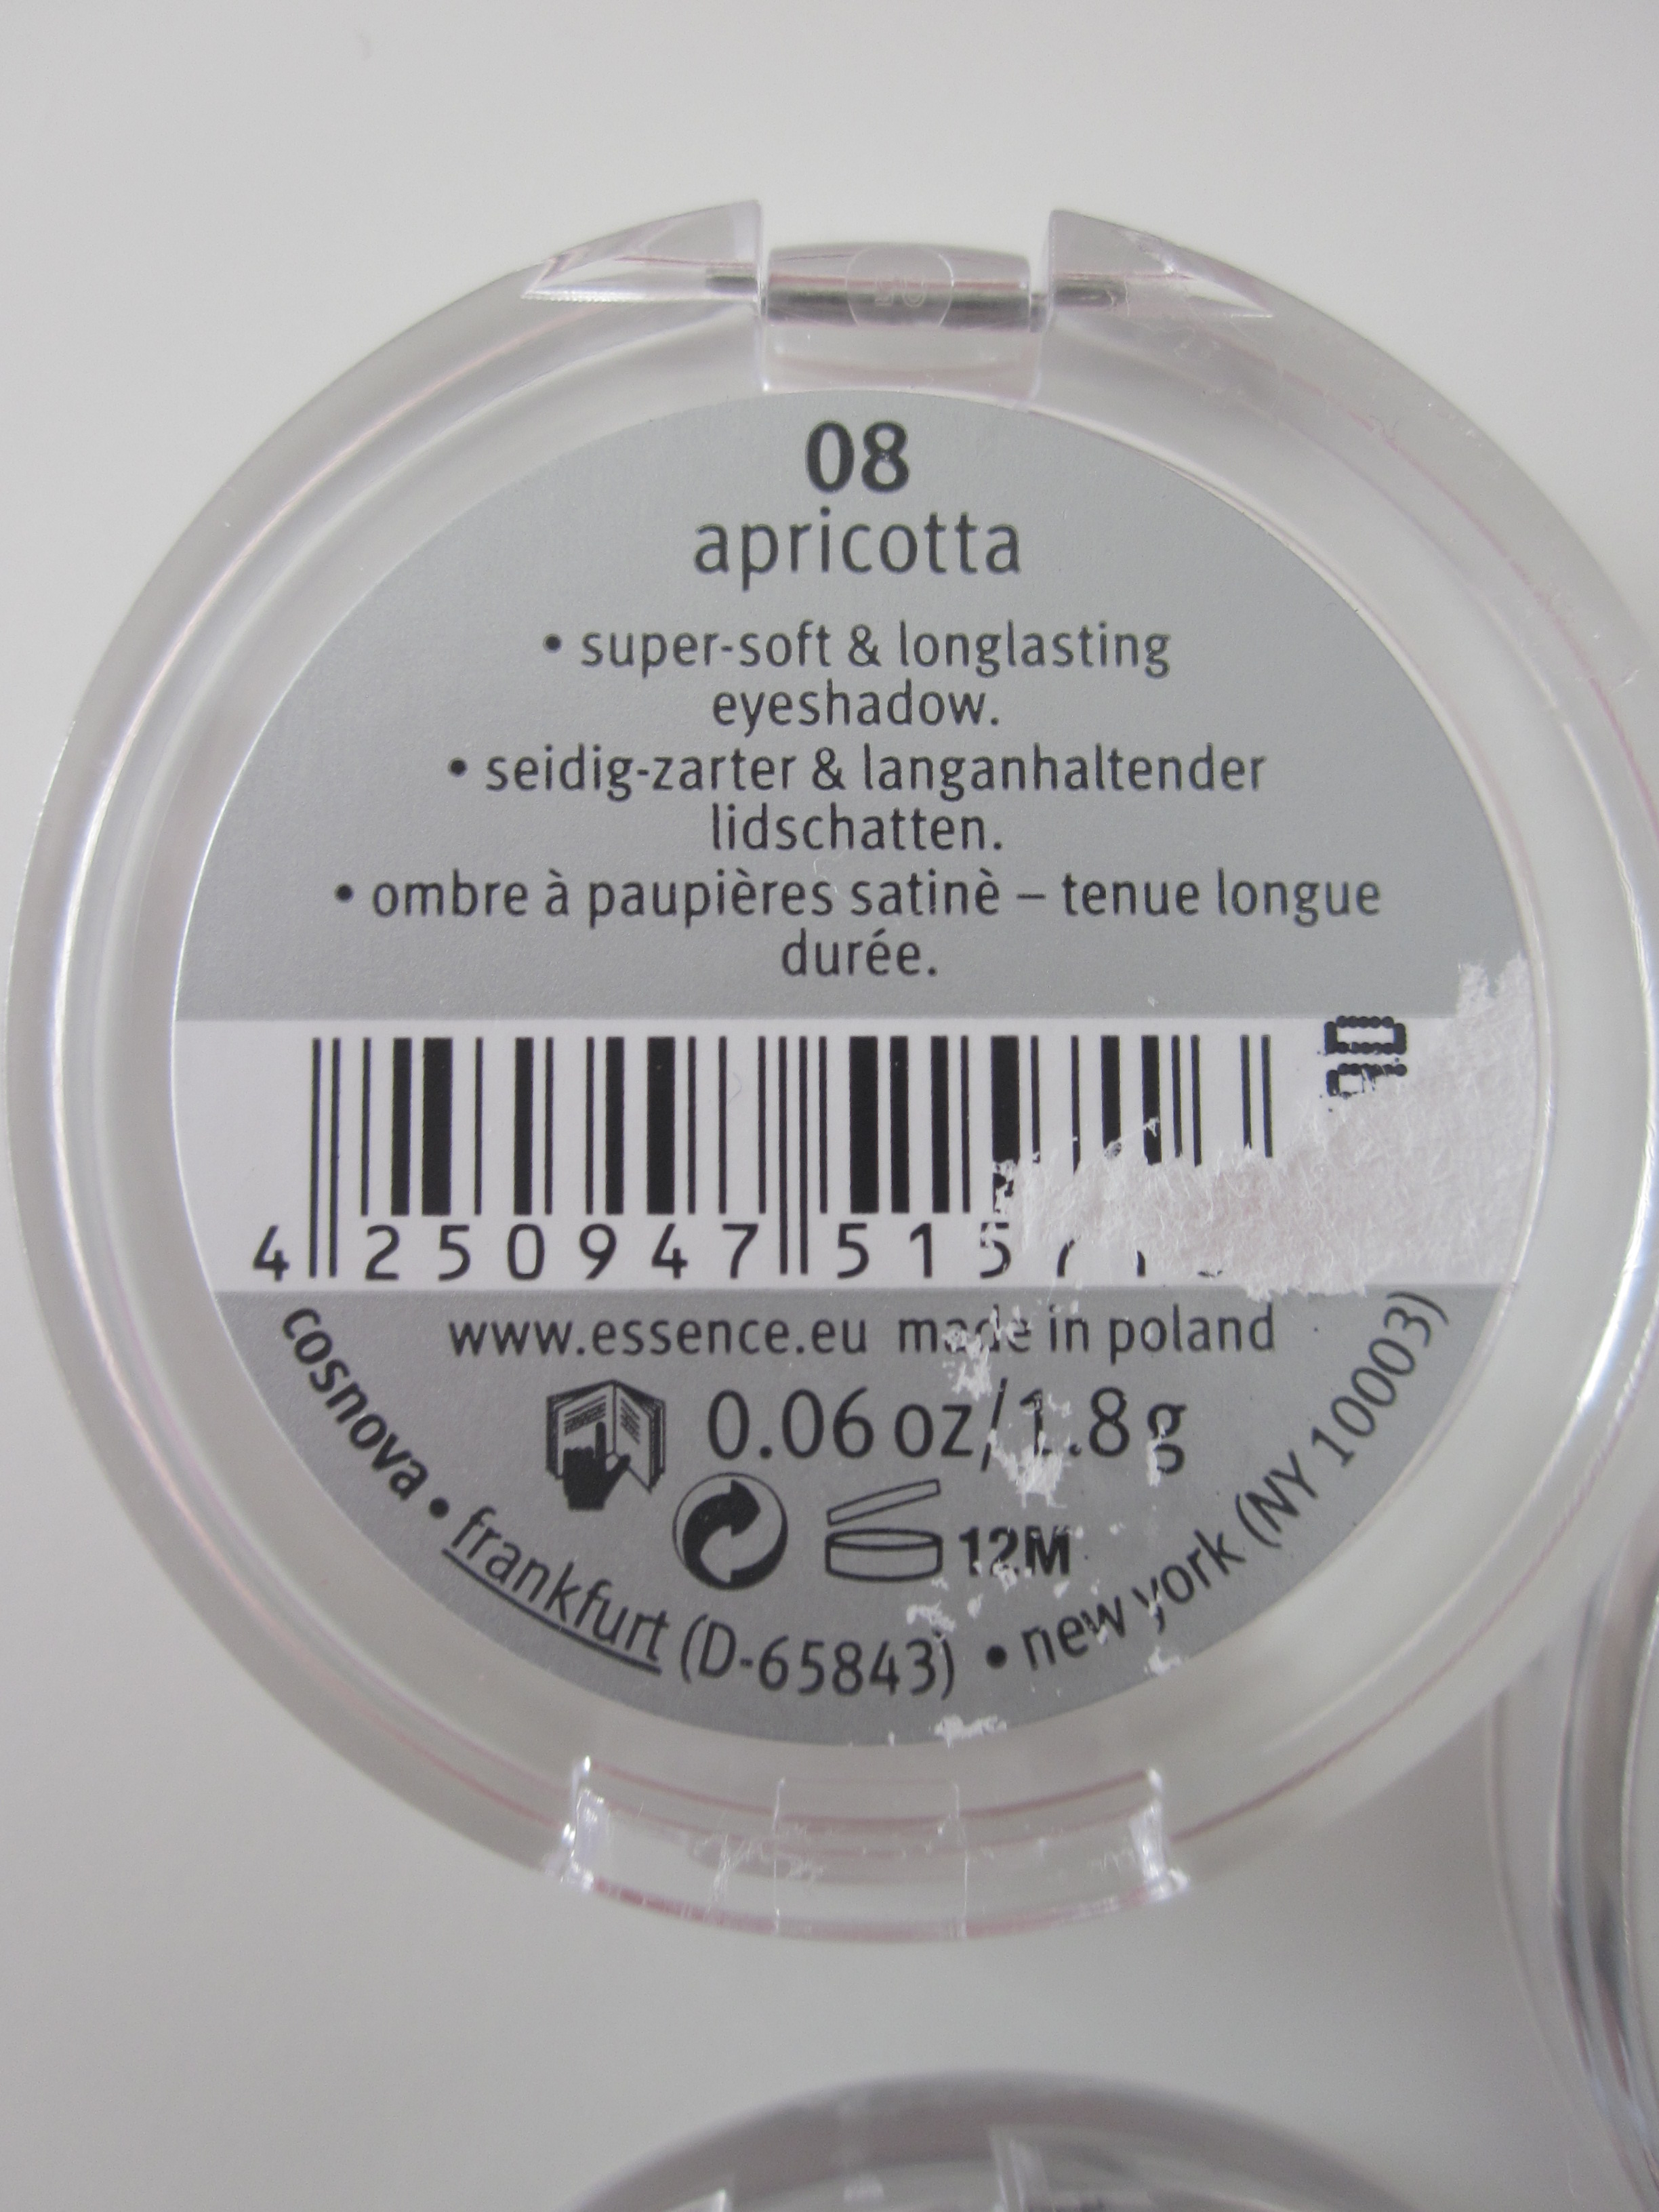 08
apricotta
• super-soft & longlasting
eyeshadow.
• seidig-zarter & langanhaltender
lidschatten.
• ombre à paupières satinè – tenue longue
durée.
4 250947 515
www.essence.eu made in poland
0.06 oz/1.8 g
12M
cosnova • frankfurt (D-65843) • new york (NY 10003)